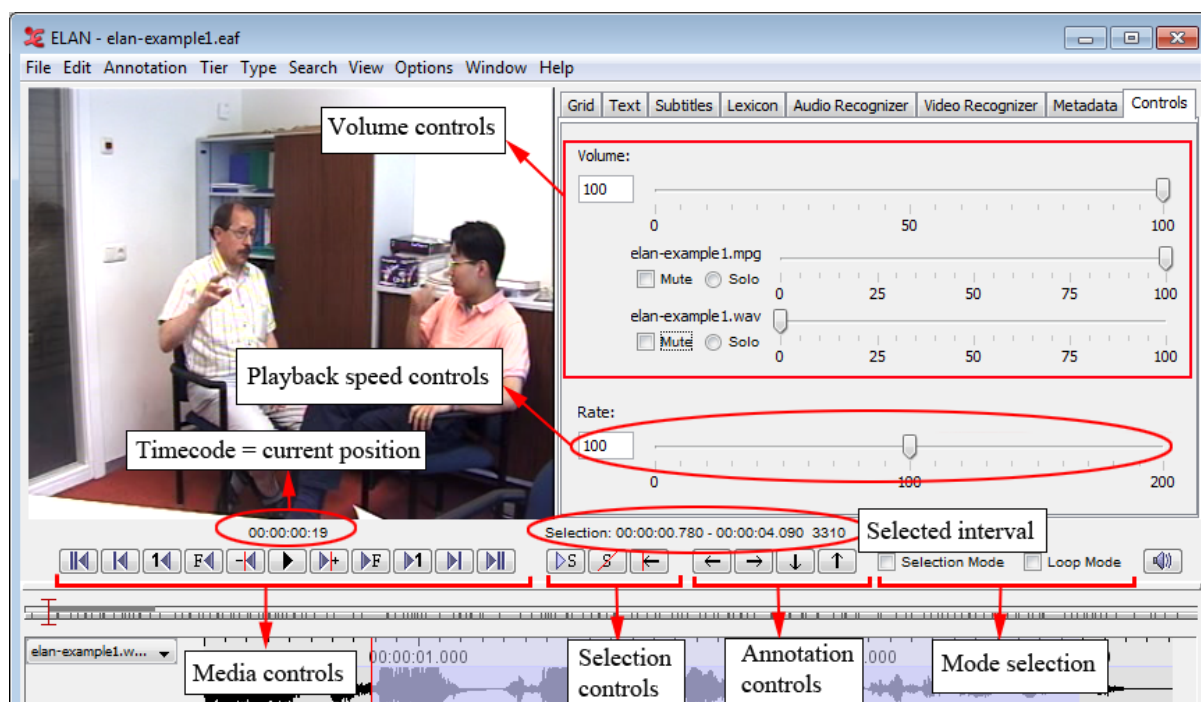 ELAN - elan-example1.eaf
File Edit Annotation Tier Type Search View Options Window Help
Grid Text Subtitles Lexicon Audio Recognizer Video Recognizer Metadata Controls
Volume controls
Volume:
100
0 50 100
elan-example1.mpg
Mute Solo
0 25 50 75 100
elan-example1.wav
Mute Solo
0 25 50 75 100
Playback speed controls
Rate:
100
0 100 200
Timecode = current position
00:00:00:19
Selection: 00:00:00.780 - 00:00:04.090 3310
Selected interval
1 F + F 1 S S Selection Mode Loop Mode
elan-example1.w...
00:00:01.000
.000
Media controls
Selection
controls
Annotation
controls
Mode selection